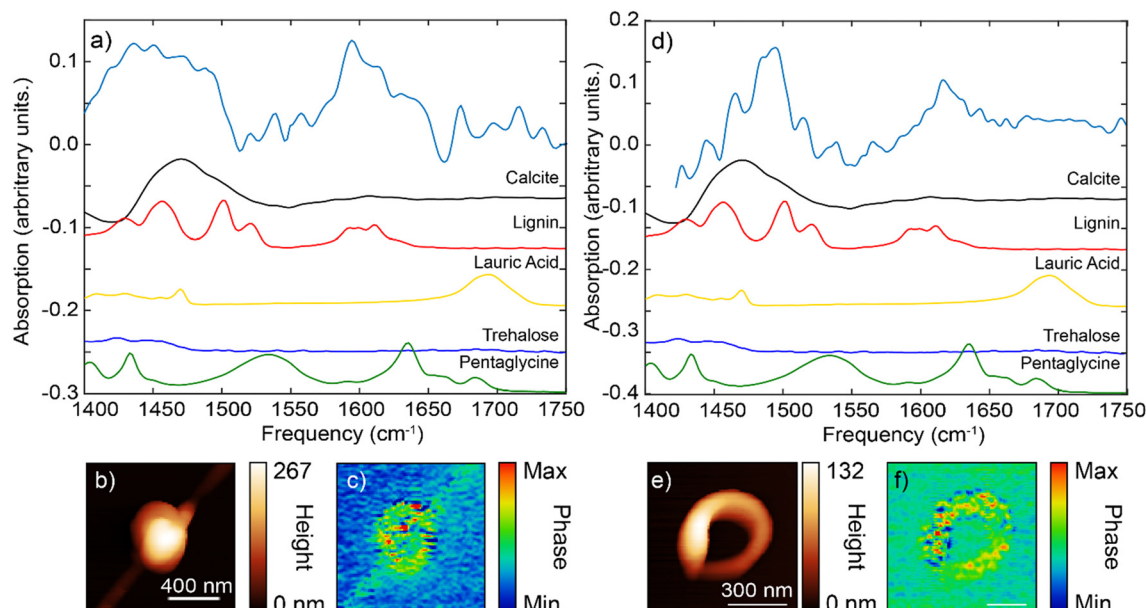 a)
Absorption (arbritrary units.)
0.1
0.0
-0.1
-0.2
-0.3
Calcite
Lignin
Lauric Acid
Trehalose
Pentaglycine
1400 1450 1500 1550 1600 1650 1700 1750
Frequency (cm⁻¹)
d)
Absorption (arbitrary units.)
0.2
0.1
0.0
-0.1
-0.2
-0.3
-0.4
Calcite
Lignin
Lauric Acid
Trehalose
Pentaglycine
1400 1450 1500 1550 1600 1650 1700 1750
Frequency (cm⁻¹)
b)
400 nm
267
Height
0 nm
c)
Max
Phase
Min
e)
300 nm
132
Height
0 nm
f)
Max
Phase
Min